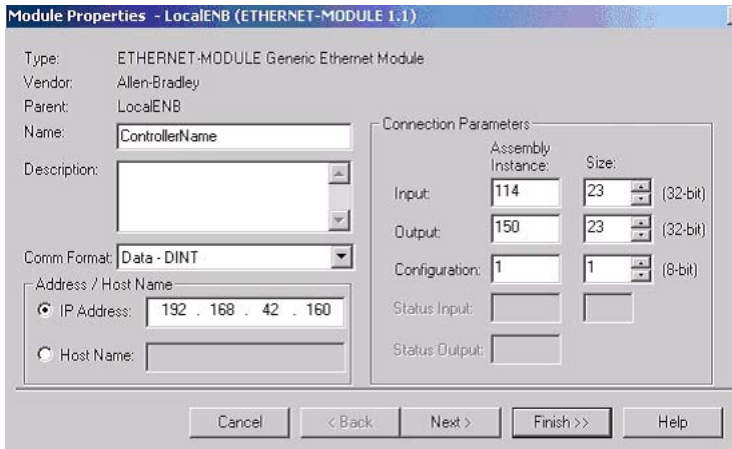 Module Properties - LocalENB (ETHERNET-MODULE 1.1)
Type: ETHERNET-MODULE Generic Ethernet Module
Vendor: Allen-Bradley
Parent: LocalENB
Name: ControllerName
Description:
Comm Format: Data - DINT
Address / Host Name
IP Address: 192 . 168 . 42 . 160
Host Name:
Connection Parameters
Assembly
Instance: Size:
Input: 114 23 (32-bit)
Output: 150 23 (32-bit)
Configuration: 1 1 (8-bit)
Status Input:
Status Output:
Cancel < Back Next > Finish >> Help